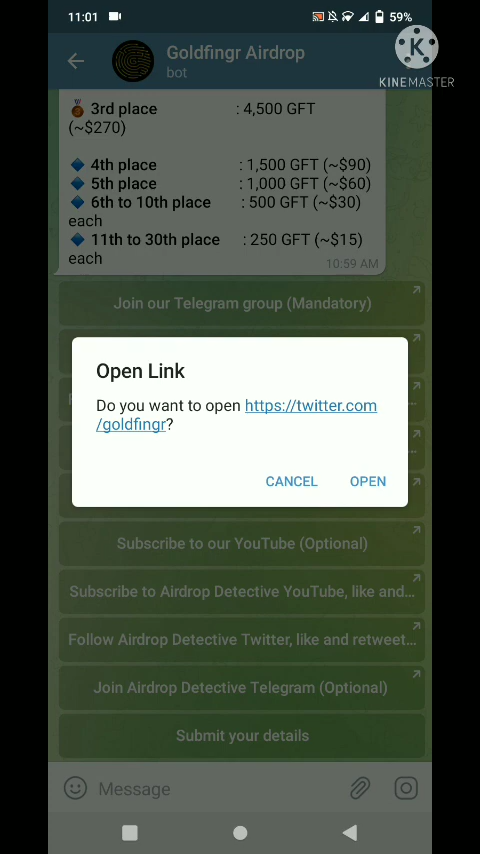 11:01
59%
Goldfingr Airdrop
bot
K
KINEMASTER
3rd place : 4,500 GFT
(~$270)
4th place : 1,500 GFT (~$90)
5th place : 1,000 GFT (~$60)
6th to 10th place : 500 GFT (~$30)
each
11th to 30th place : 250 GFT (~$15)
each
10:59 AM
Join our Telegram group (Mandatory)
Open Link
Do you want to open https://twitter.com
/goldfingr?
CANCEL OPEN
Subscribe to our YouTube (Optional)
Subscribe to Airdrop Detective YouTube, like and...
Follow Airdrop Detective Twitter, like and retweet...
Join Airdrop Detective Telegram (Optional)
Submit your details
Message